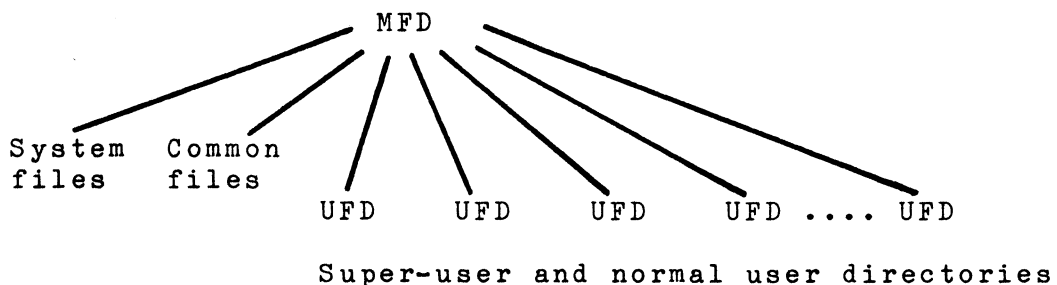 MFD
System Common
files files
UFD UFD UFD UFD .... UFD
Super-user and normal user directories